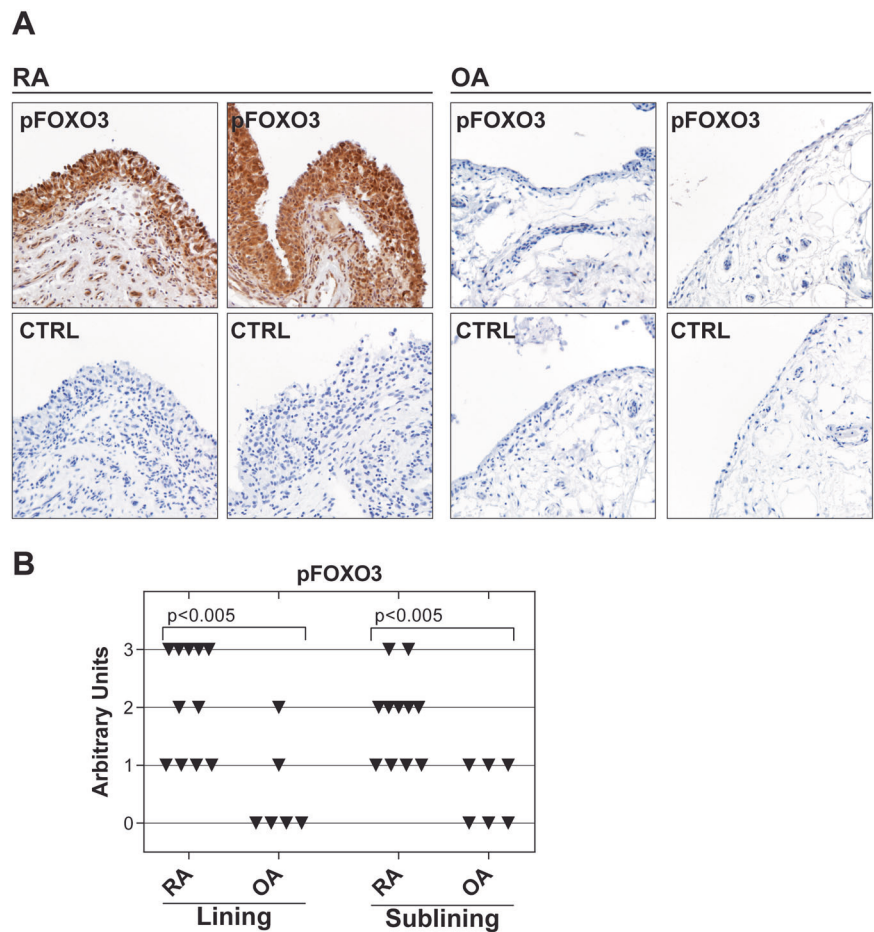 A
RA OA
pFOXO3 pFOXO3 pFOXO3 pFOXO3
CTRL CTRL CTRL CTRL
B
pFOXO3
p<0.005 p<0.005
3
2
1
0
Arbitrary Units
RA OA RA OA
Lining Sublining